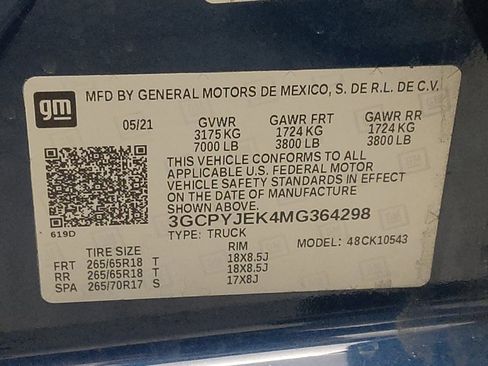 gm
MFD BY GENERAL MOTORS DE MEXICO, S. DE R.L. DE C.V.
05/21 GVWR GAWR FRT GAWR RR
3175 KG 1724 KG 1724 KG
7000 LB 3800 LB 3800 LB
THIS VEHICLE CONFORMS TO ALL
APPLICABLE U.S. FEDERAL MOTOR
VEHICLE SAFETY STANDARDS IN EFFECT
ON THE DATE OF MANUFACTURE
SHOWN ABOVE.
3GCPYJEK4MG364298
619D
TYPE: TRUCK MODEL: 48CK10543
TIRE SIZE RIM
FRT 265/65R18 T 18X8.5J
RR 265/65R18 T 18X8.5J
SPA 265/70R17 S 17X8J